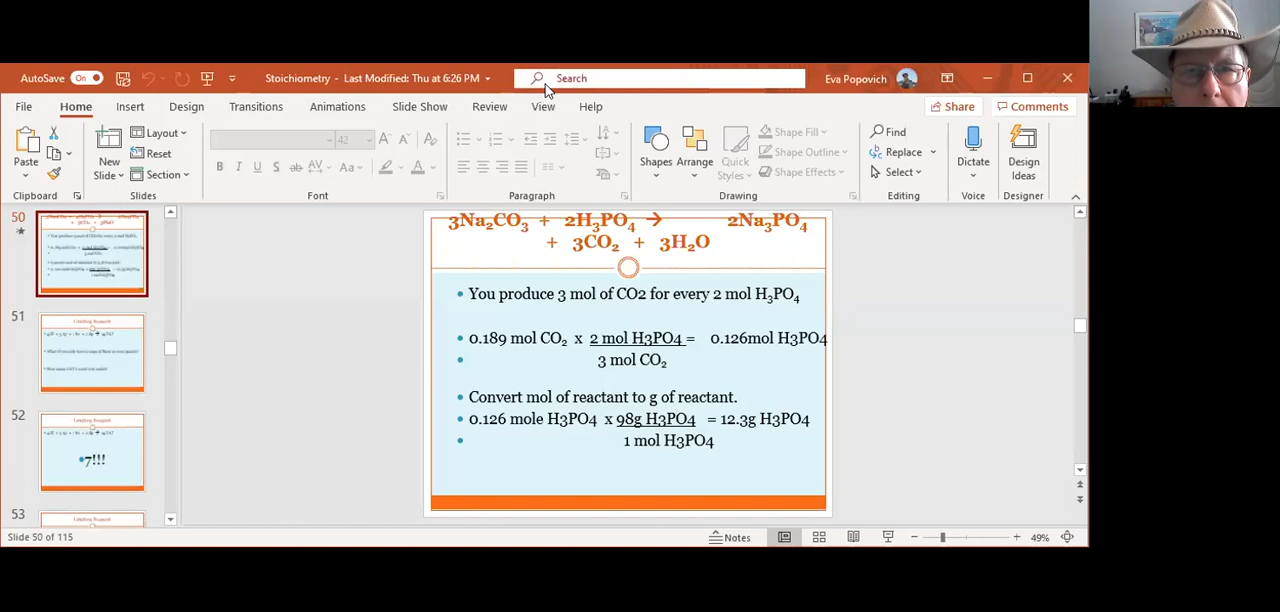 AutoSave On Stoichiometry - Last Modified: Thu at 6:26 PM Search Eva Popovich
File Home Insert Design Transitions Animations Slide Show Review View Help Share Comments
Paste New Slide Layout Reset Section 42 Shapes Arrange Quick Styles Shape Fill Shape Outline Shape Effects Find Replace Select Dictate Design Ideas
Clipboard Slides Font Paragraph Drawing Editing Voice Designer
50
51
52
7!!!
53
3Na₂CO₃ + 2H₃PO₄ → 2Na₃PO₄
+ 3CO₂ + 3H₂O
• You produce 3 mol of CO2 for every 2 mol H₃PO₄
• 0.189 mol CO₂ x 2 mol H3PO4 = 0.126mol H3PO4
• 3 mol CO₂
Convert mol of reactant to g of reactant.
• 0.126 mole H3PO4 x 98g H3PO4 = 12.3g H3PO4
• 1 mol H3PO4
Slide 50 of 115 Notes 49%